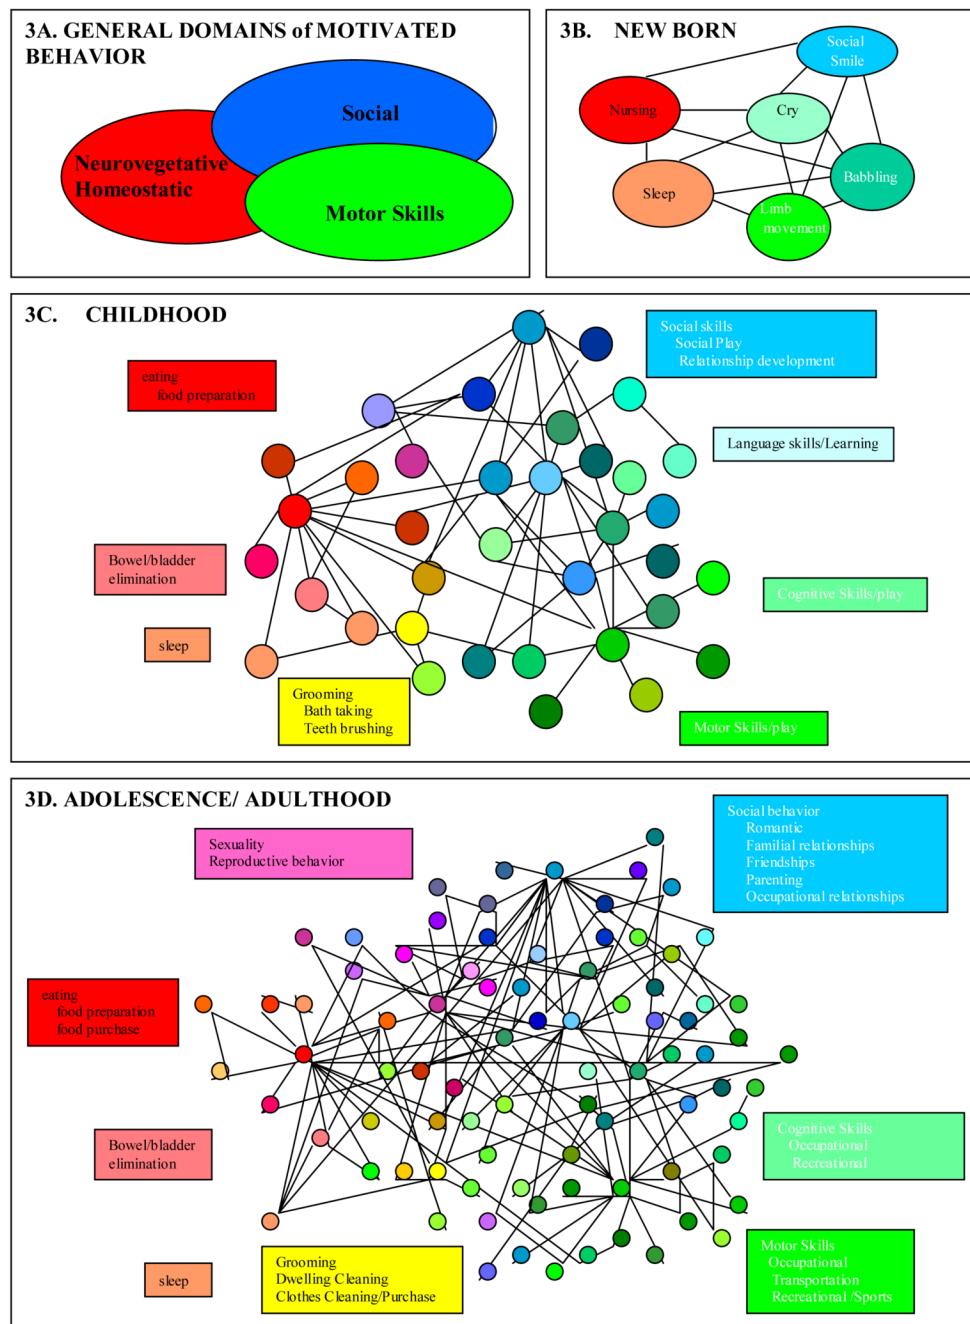 3A. GENERAL DOMAINS of MOTIVATED
BEHAVIOR
Social
Neurovegetative
Homeostatic
Motor Skills
3B. NEW BORN
Social
Smile
Nursing
Cry
Sleep
Babbling
Limb
movement
3C. CHILDHOOD
Social skills
Social Play
Relationship development
eating
food preparation
Language skills/Learning
Bowel/bladder
elimination
Cognitive Skills/play
sleep
Grooming
Bath taking
Teeth brushing
Motor Skills/play
3D. ADOLESCENCE/ ADULTHOOD
Social behavior
Romantic
Familial relationships
Friendships
Parenting
Occupational relationships
Sexuality
Reproductive behavior
eating
food preparation
food purchase
Bowel/bladder
elimination
Cognitive Skills
Occupational
Recreational
sleep
Grooming
Dwelling Cleaning
Clothes Cleaning/Purchase
Motor Skills
Occupational
Transportation
Recreational /Sports